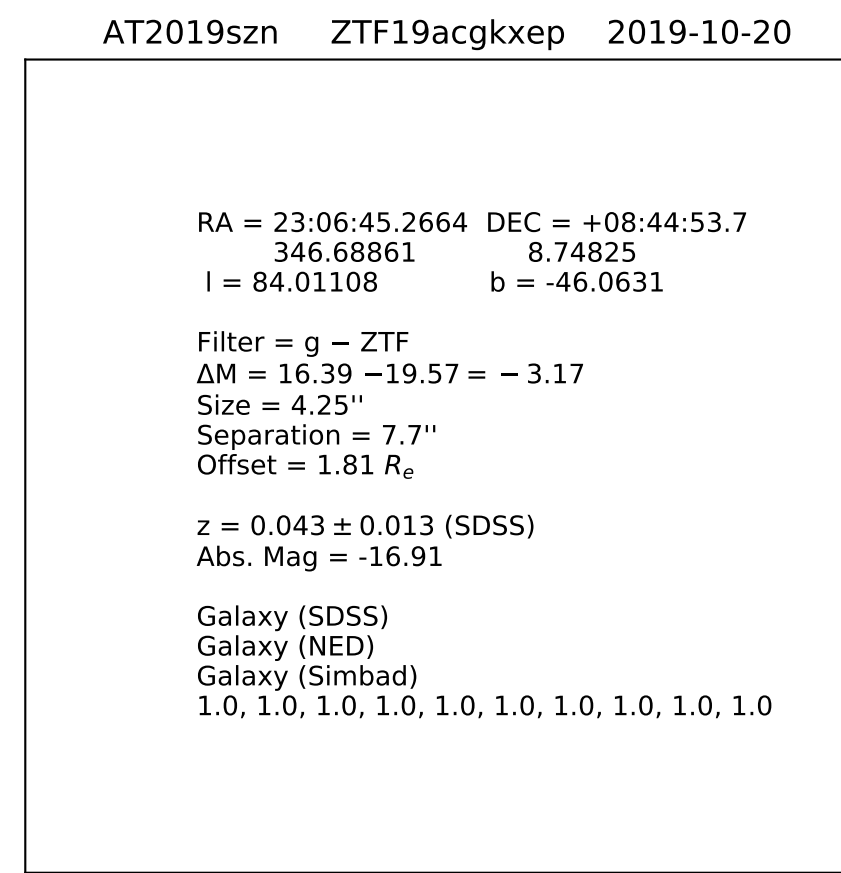 AT2019szn ZTF19acgkxep 2019-10-20
RA = 23:06:45.2664 DEC = +08:44:53.7
346.68861 8.74825
l = 84.01108 b = -46.0631
Filter = g − ZTF
ΔM = 16.39 −19.57 = − 3.17
Size = 4.25''
Separation = 7.7''
Offset = 1.81 Rₑ
z = 0.043 ± 0.013 (SDSS)
Abs. Mag = -16.91
Galaxy (SDSS)
Galaxy (NED)
Galaxy (Simbad)
1.0, 1.0, 1.0, 1.0, 1.0, 1.0, 1.0, 1.0, 1.0, 1.0